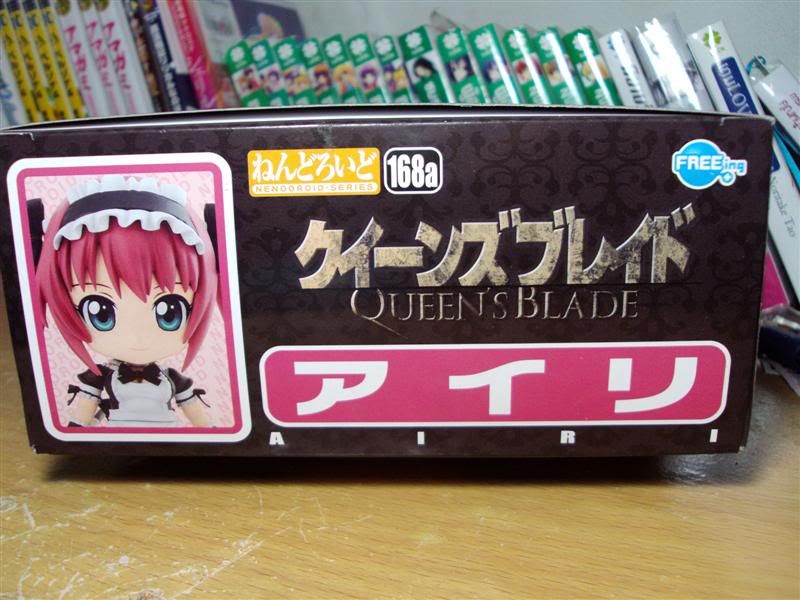 ねんどろいど
NENDOROID-SERIES
168a
FREEing
クイーンズブレイド
QUEEN'S BLADE
アイリ
AIRI